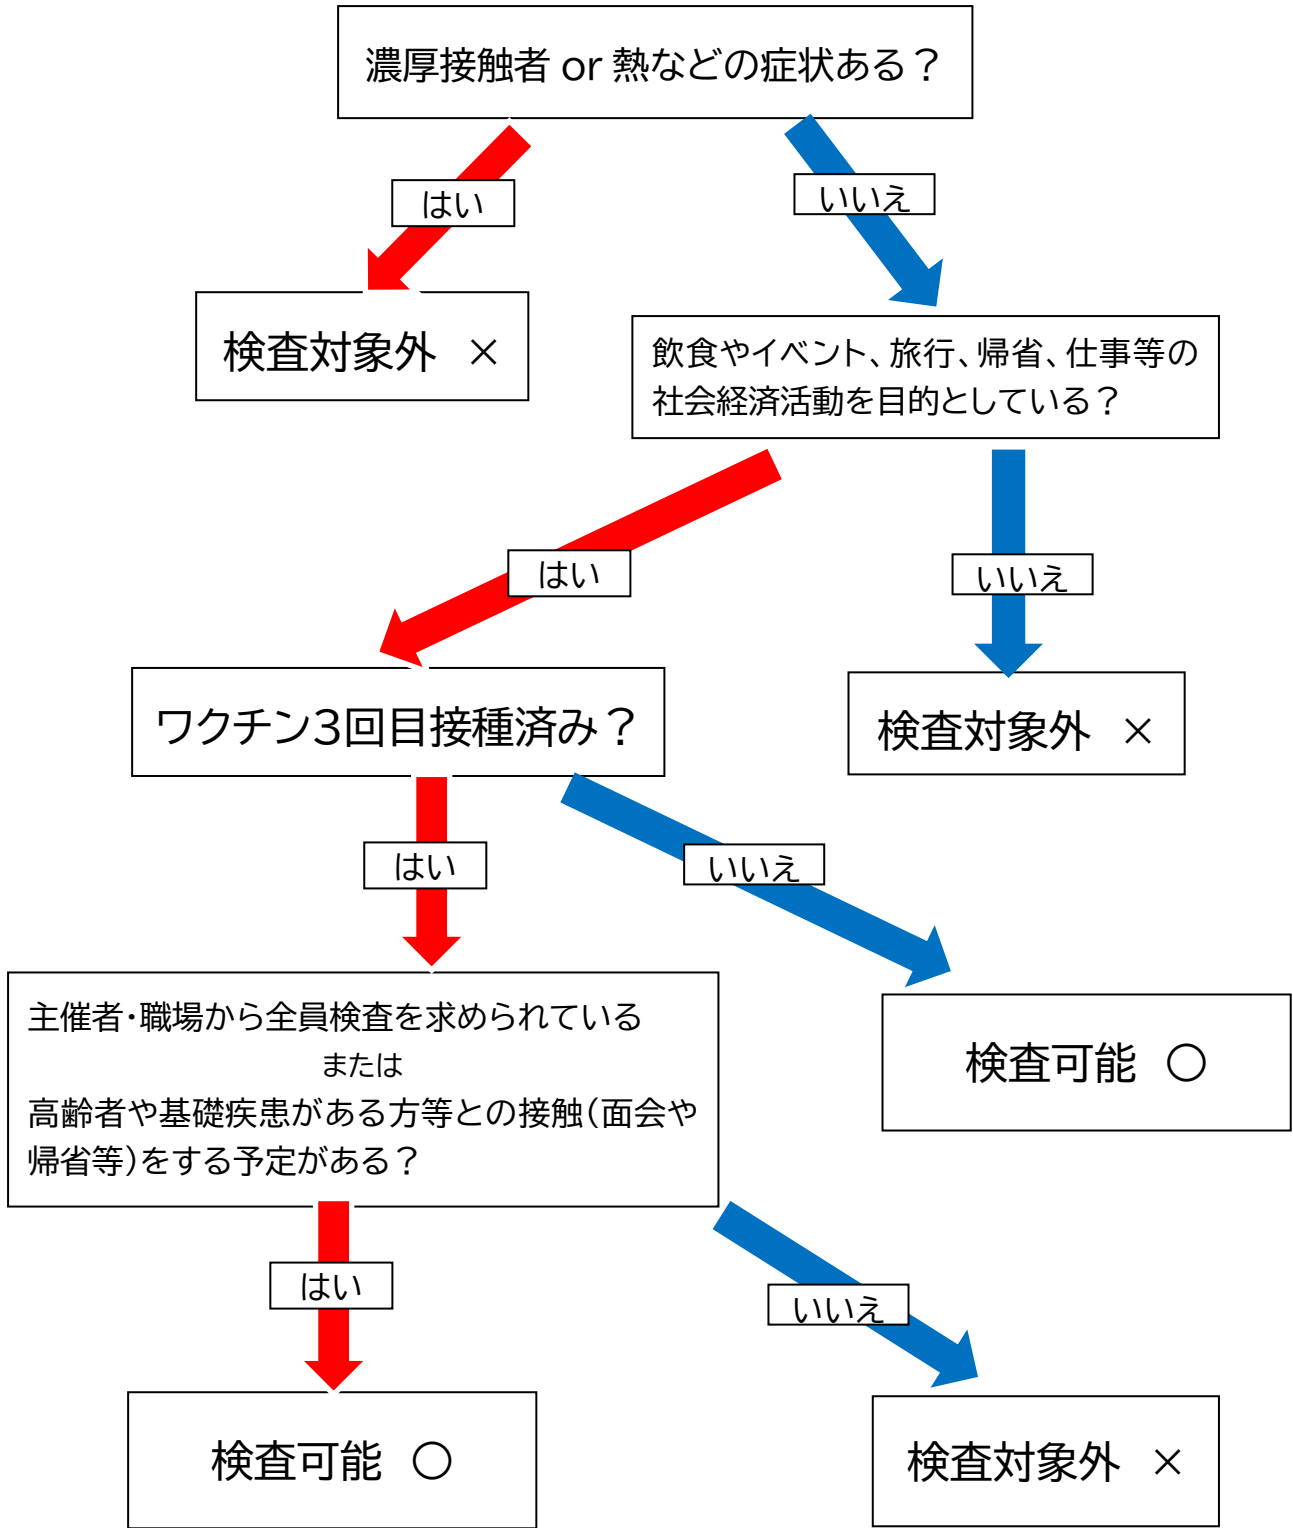 濃厚接触者 or 熱などの症状ある？
はい
いいえ
検査対象外　×
飲食やイベント、旅行、帰省、仕事等の
社会経済活動を目的としている？
はい
いいえ
ワクチン3回目接種済み？
検査対象外　×
はい
いいえ
主催者・職場から全員検査を求められている
または
高齢者や基礎疾患がある方等との接触（面会や
帰省等）をする予定がある？
検査可能　○
はい
いいえ
検査可能　○
検査対象外　×